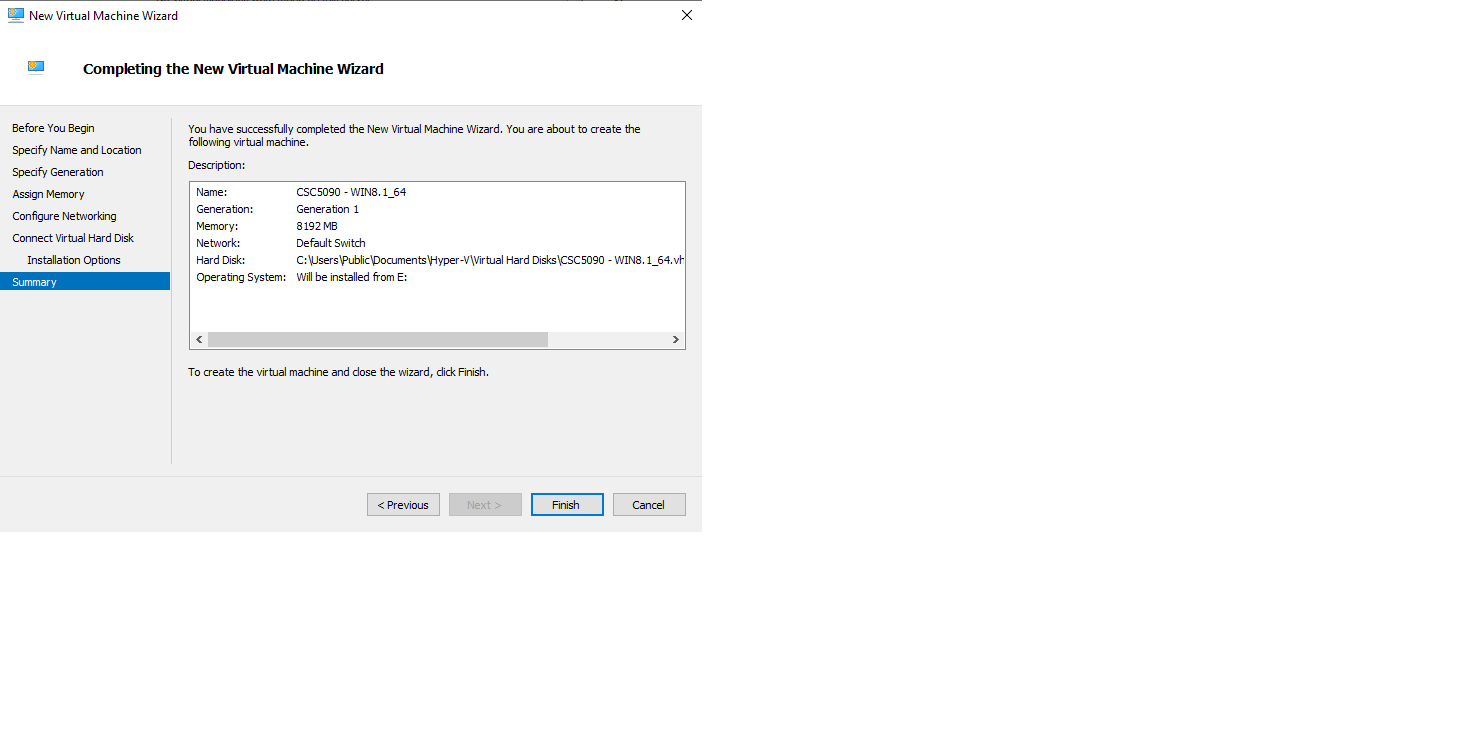 New Virtual Machine Wizard
Completing the New Virtual Machine Wizard
Before You Begin
Specify Name and Location
Specify Generation
Assign Memory
Configure Networking
Connect Virtual Hard Disk
Installation Options
Summary
You have successfully completed the New Virtual Machine Wizard. You are about to create the
following virtual machine.
Description:
Name: CSC5090 - WIN8.1_64
Generation: Generation 1
Memory: 8192 MB
Network: Default Switch
Hard Disk: C:\Users\Public\Documents\Hyper-V\Virtual Hard Disks\CSC5090 - WIN8.1_64.vh
Operating System: Will be installed from E:
To create the virtual machine and close the wizard, click Finish.
< Previous Next > Finish Cancel